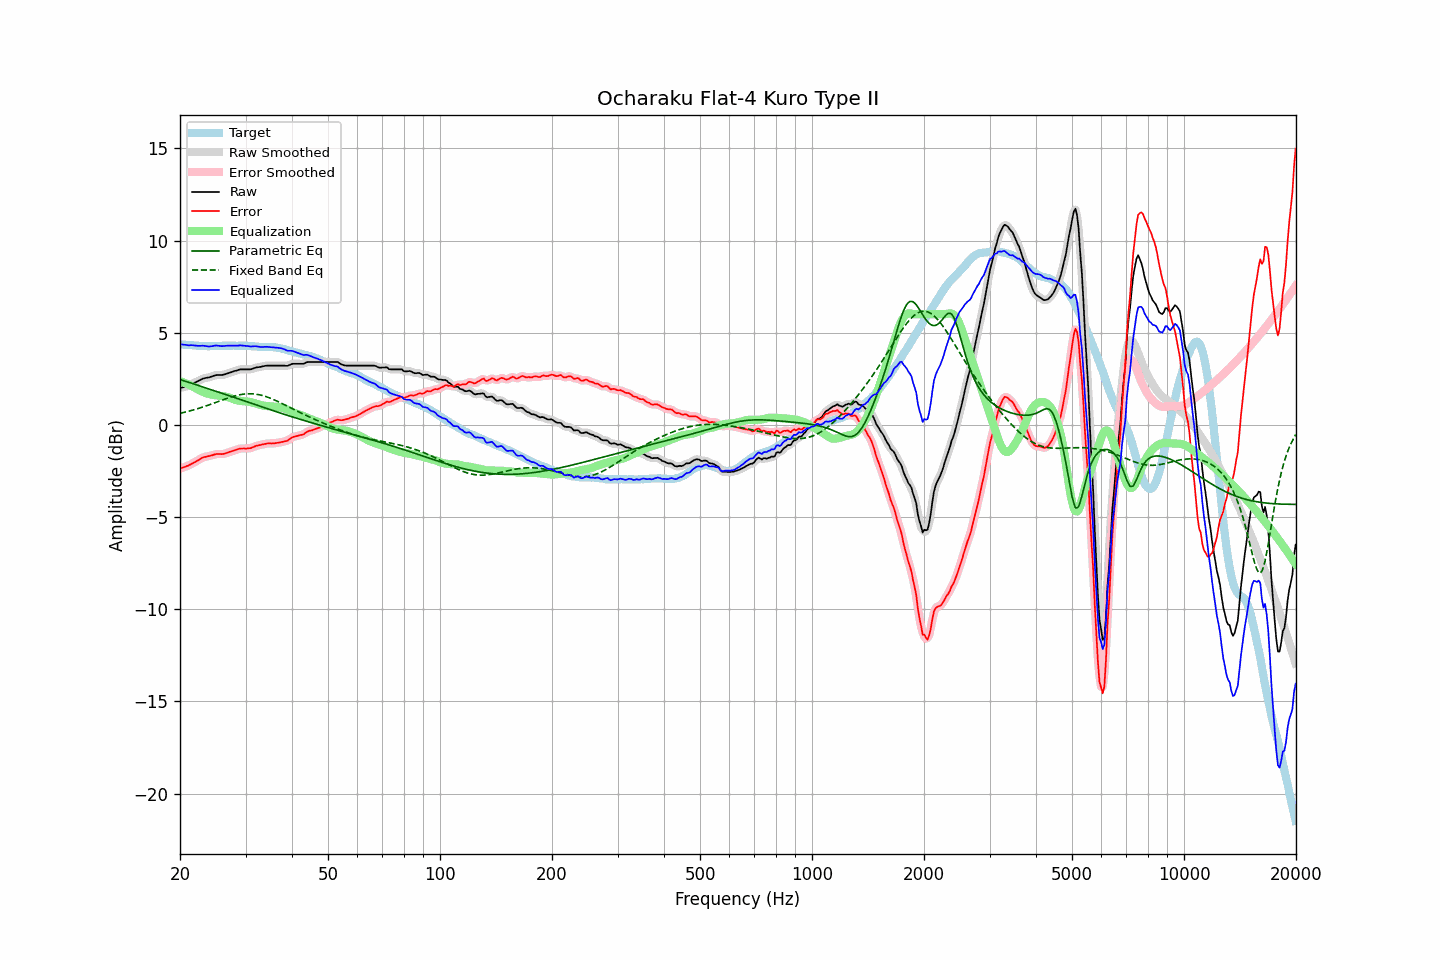 Ocharaku Flat-4 Kuro Type II
Target
Raw Smoothed
Error Smoothed
Raw
Error
Equalization
Parametric Eq
Fixed Band Eq
Equalized
15
10
5
0
−5
−10
−15
−20
Amplitude (dBr)
20
50
100
200
500
1000
2000
5000
10000
20000
Frequency (Hz)